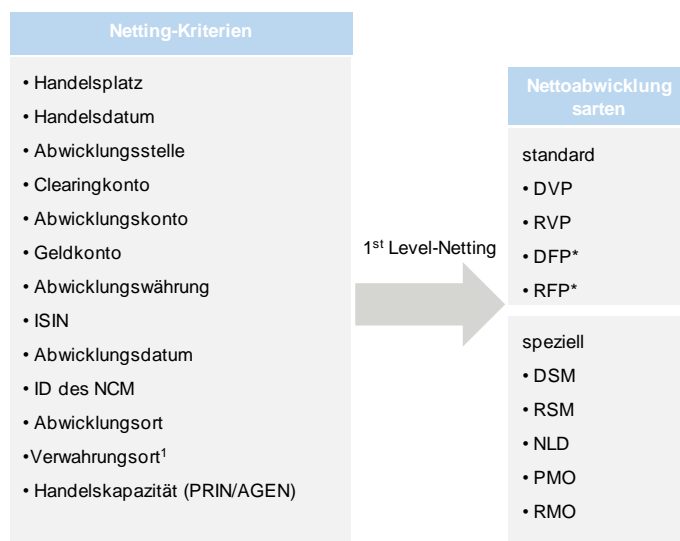 Netting-Kriterien
• Handelsplatz
• Handelsdatum
• Abwicklungsstelle
• Clearingkonto
• Abwicklungskonto
• Geldkonto
• Abwicklungswährung
• ISIN
• Abwicklungsdatum
• ID des NCM
• Abwicklungsort
•Verwahrungsort¹
• Handelskapazität (PRIN/AGEN)
1st Level-Netting
Nettoabwicklung
sarten
standard
• DVP
• RVP
• DFP*
• RFP*
speziell
• DSM
• RSM
• NLD
• PMO
• RMO